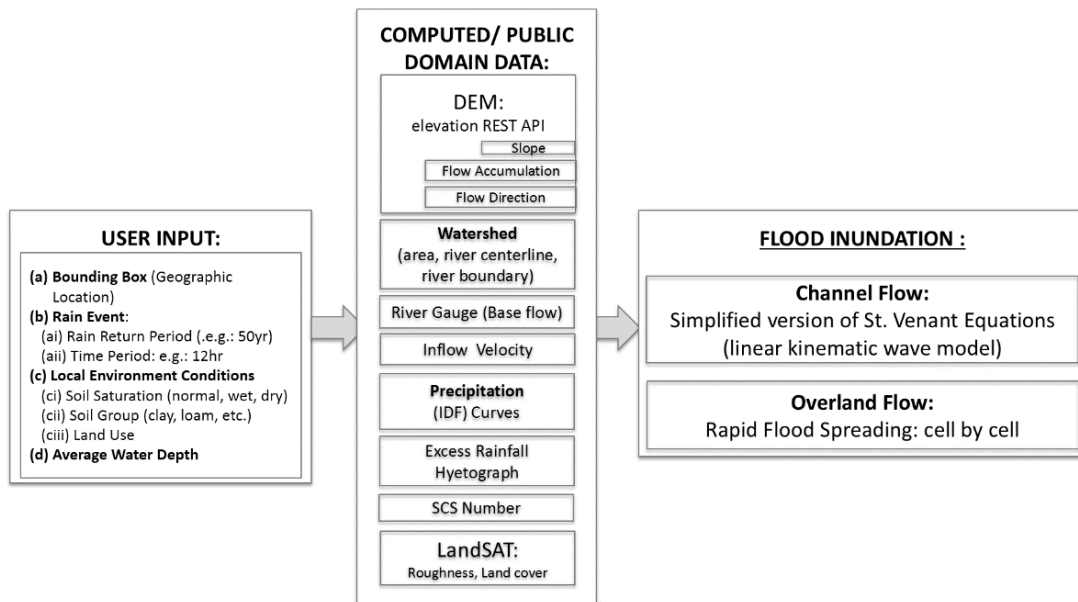 USER INPUT:
(a) Bounding Box (Geographic
Location)
(b) Rain Event:
(ai) Rain Return Period (.e.g.: 50yr)
(aii) Time Period: e.g.: 12hr
(c) Local Environment Conditions
(ci) Soil Saturation (normal, wet, dry)
(cii) Soil Group (clay, loam, etc.)
(ciii) Land Use
(d) Average Water Depth
COMPUTED/ PUBLIC
DOMAIN DATA:
DEM:
elevation REST API
Slope
Flow Accumulation
Flow Direction
Watershed
(area, river centerline,
river boundary)
River Gauge (Base flow)
Inflow Velocity
Precipitation
(IDF) Curves
Excess Rainfall
Hyetograph
SCS Number
LandSAT:
Roughness, Land cover
FLOOD INUNDATION :
Channel Flow:
Simplified version of St. Venant Equations
(linear kinematic wave model)
Overland Flow:
Rapid Flood Spreading: cell by cell